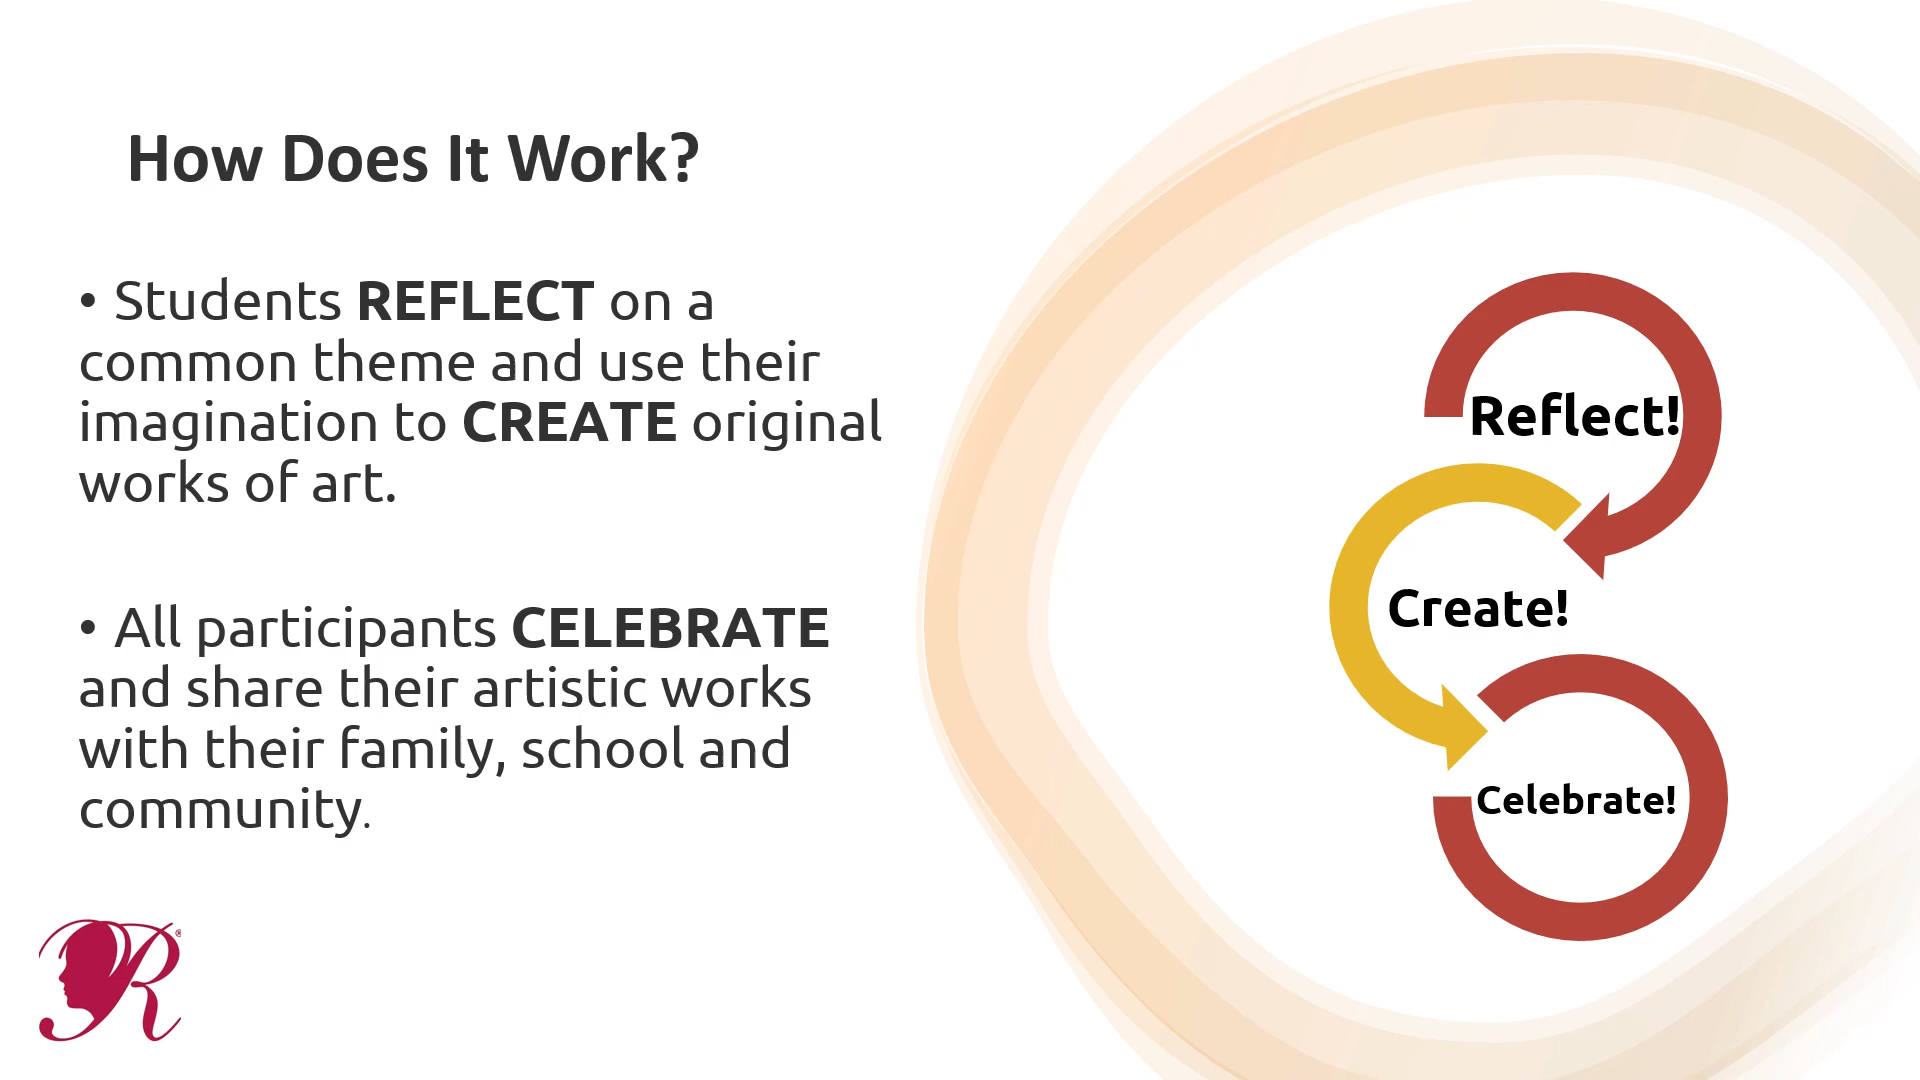 How Does It Work?
• Students REFLECT on a
common theme and use their
imagination to CREATE original
works of art.
• All participants CELEBRATE
and share their artistic works
with their family, school and
community.
Reflect!
Create!
Celebrate!
R®